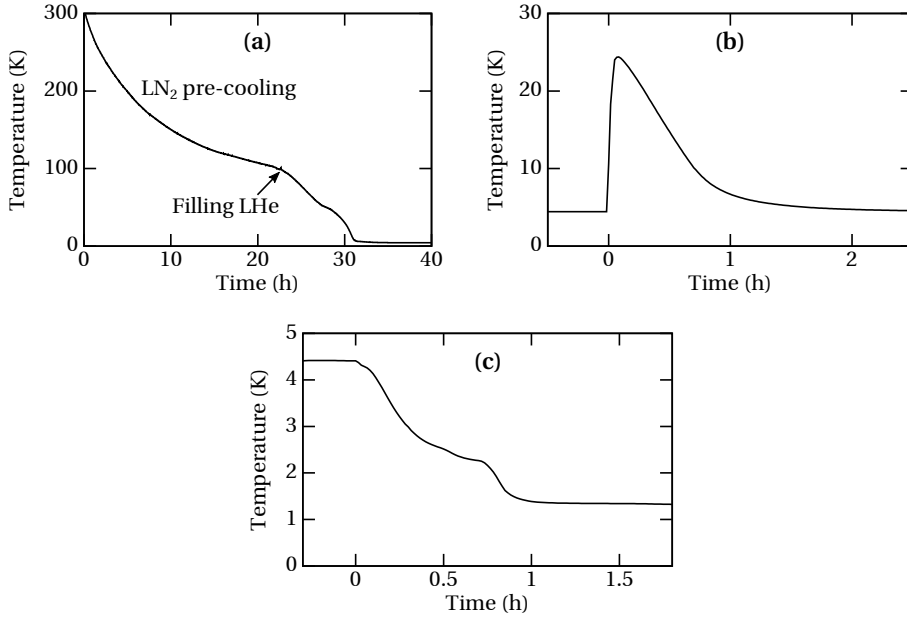 (a)
300
200
100
0
Temperature (K)
LN₂ pre-cooling
Filling LHe
0 10 20 30 40
Time (h)
(b)
30
20
10
0
Temperature (K)
0 1 2
Time (h)
(c)
5
4
3
2
1
0
Temperature (K)
0 0.5 1 1.5
Time (h)